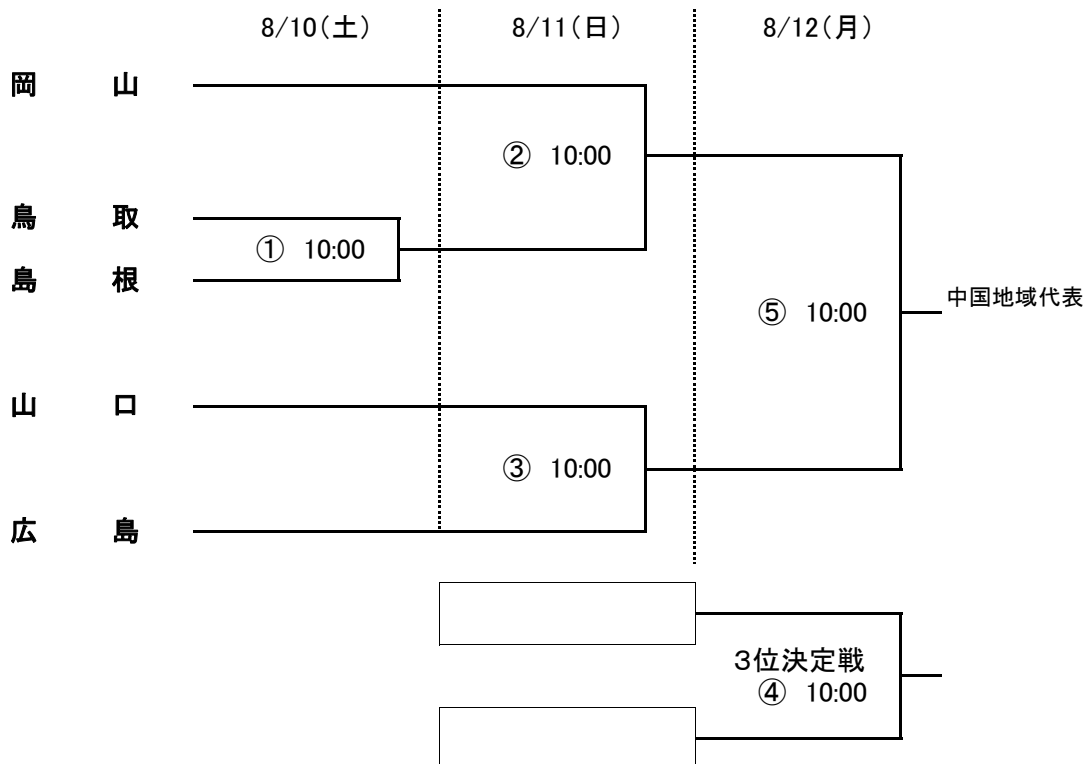 8/10(土) 8/11(日) 8/12(月)
岡 山
② 10:00
鳥 取
① 10:00
島 根
中国地域代表
⑤ 10:00
山 口
③ 10:00
広 島
3位決定戦
④ 10:00